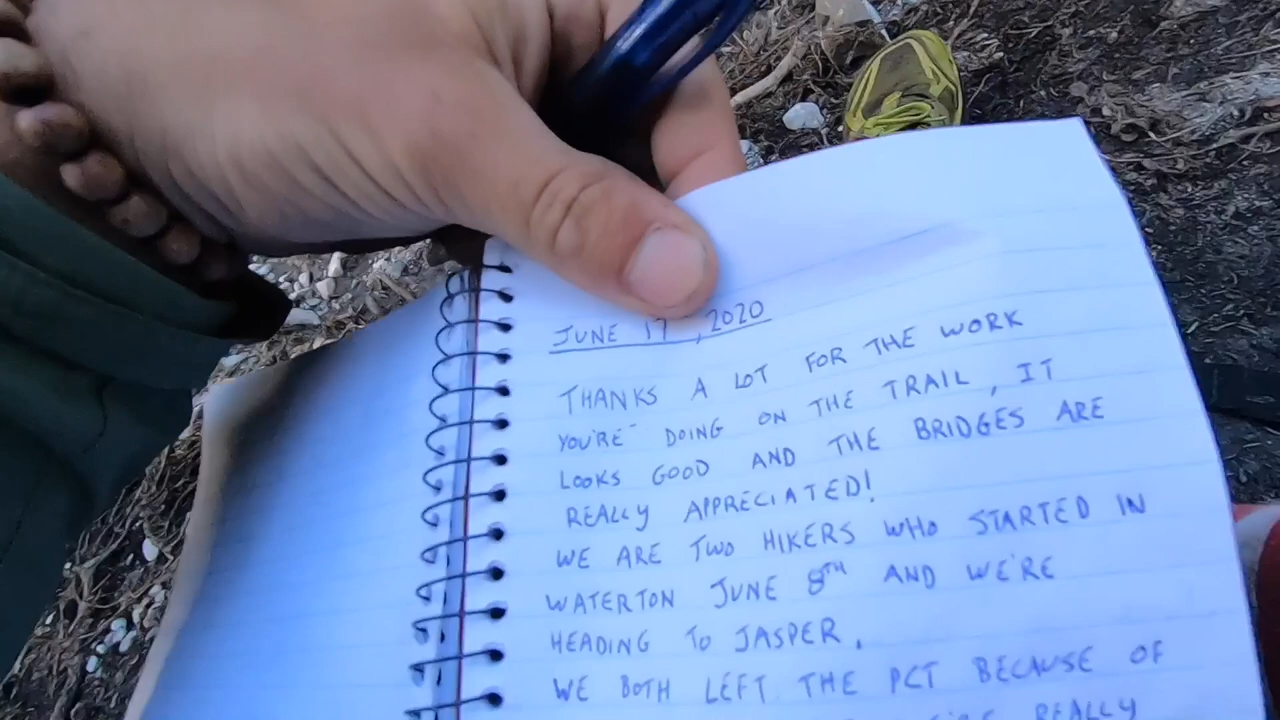 JUNE 17 , 2020
THANKS A LOT FOR THE WORK
YOU'RE DOING ON THE TRAIL, IT
LOOKS GOOD AND THE BRIDGES ARE
REALLY APPRECIATED!
WE ARE TWO HIKERS WHO STARTED IN
WATERTON JUNE 8TH AND WE'RE
HEADING TO JASPER.
WE BOTH LEFT THE PCT BECAUSE OF
REALLY